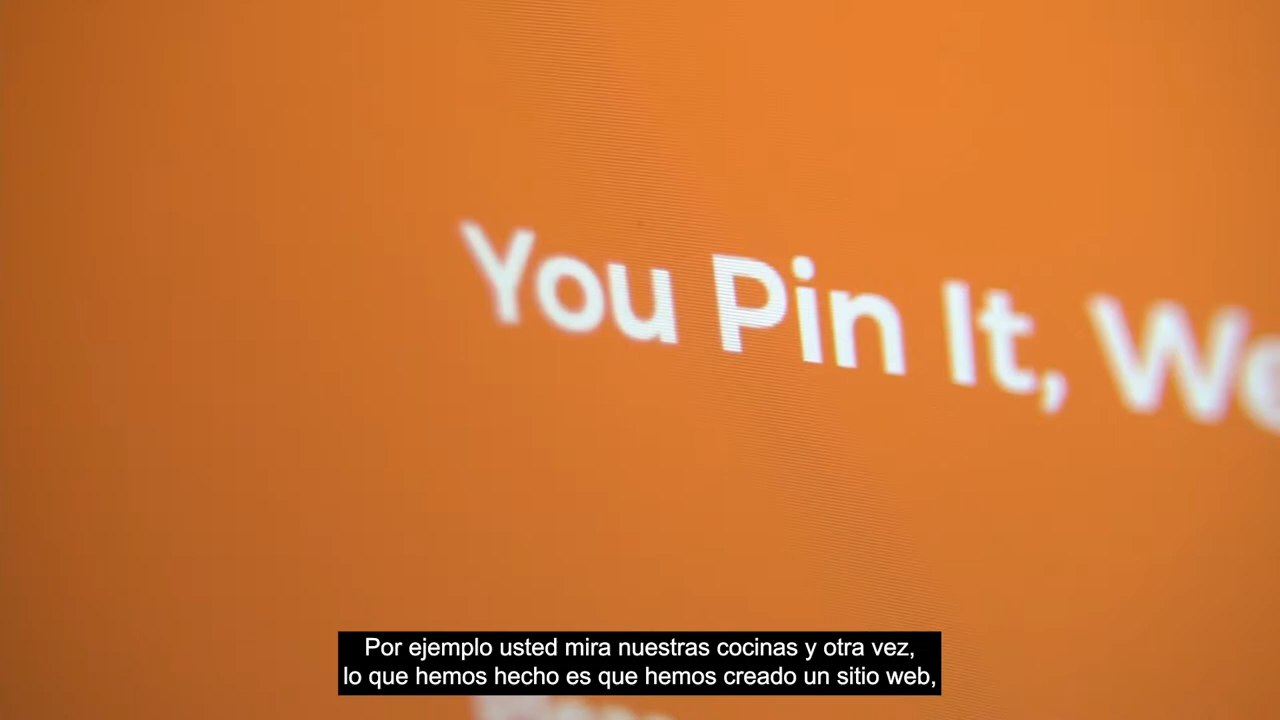 You Pin It, We
Por ejemplo usted mira nuestras cocinas y otra vez,
lo que hemos hecho es que hemos creado un sitio web,